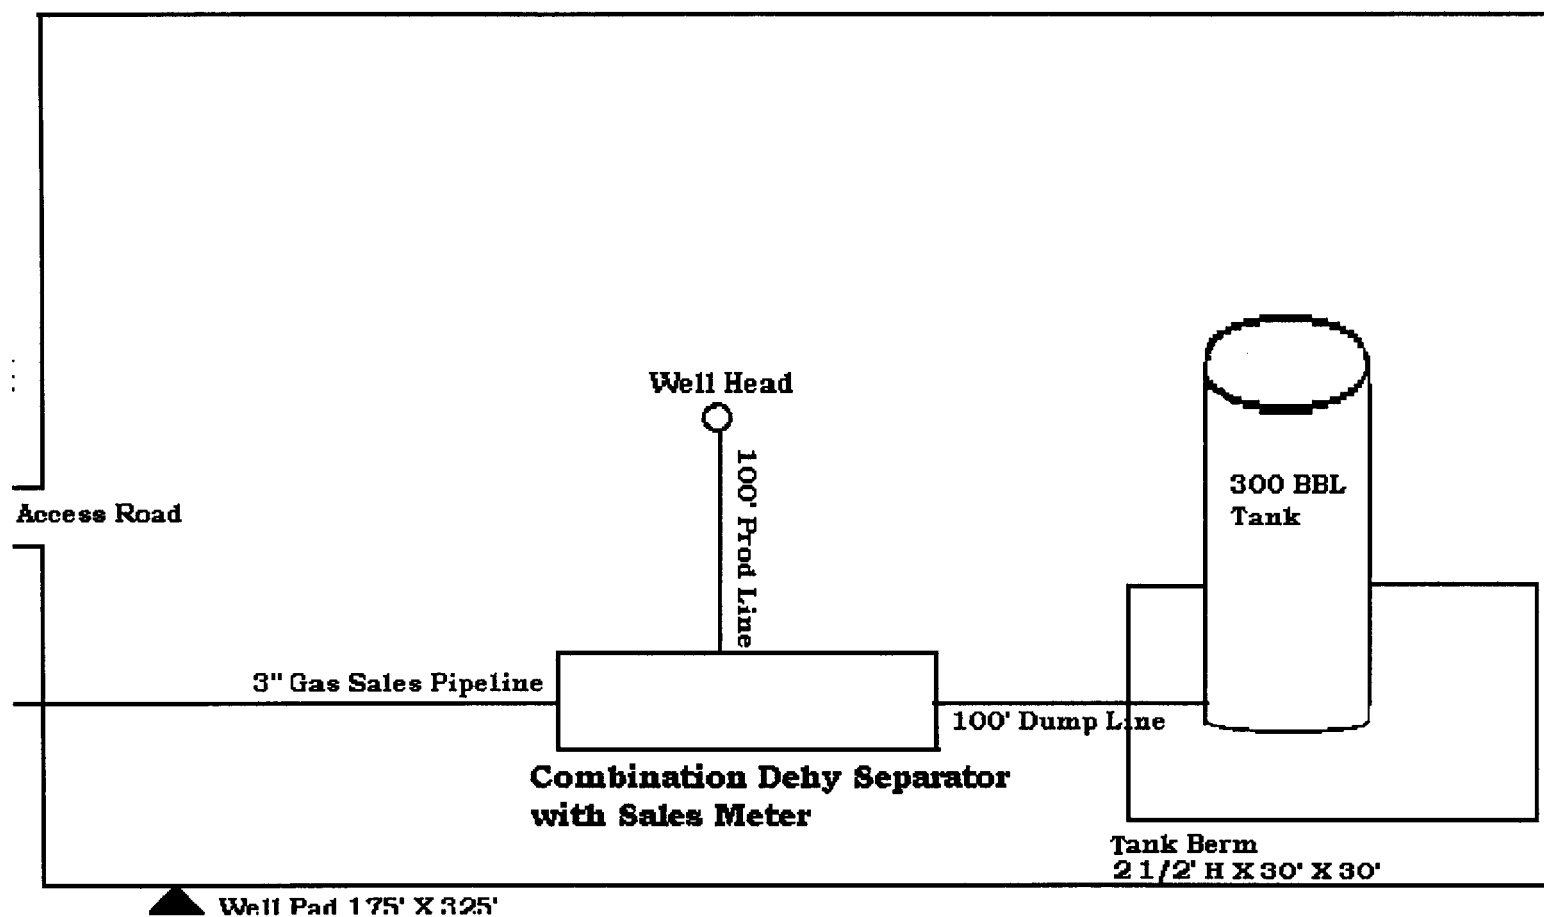 Well Head
100' Prod Line
300 BBL
Tank
Access Road
3" Gas Sales Pipeline
100' Dump Line
Combination Dehy Separator
with Sales Meter
Tank Berm
2 1/2' H X 30' X 30'
Well Pad 175' X 325'